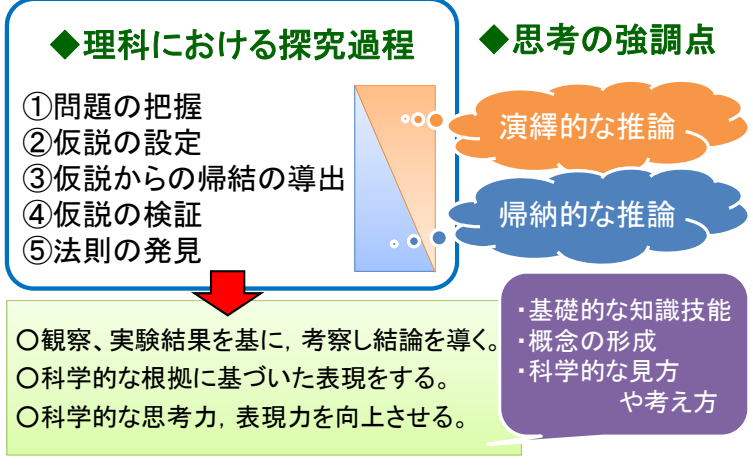 ◆理科における探究過程
①問題の把握
②仮説の設定
③仮説からの帰結の導出
④仮説の検証
⑤法則の発見
◆思考の強調点
演繹的な推論
帰納的な推論
○観察、実験結果を基に，考察し結論を導く。
○科学的な根拠に基づいた表現をする。
○科学的な思考力，表現力を向上させる。
・基礎的な知識技能
・概念の形成
・科学的な見方
や考え方